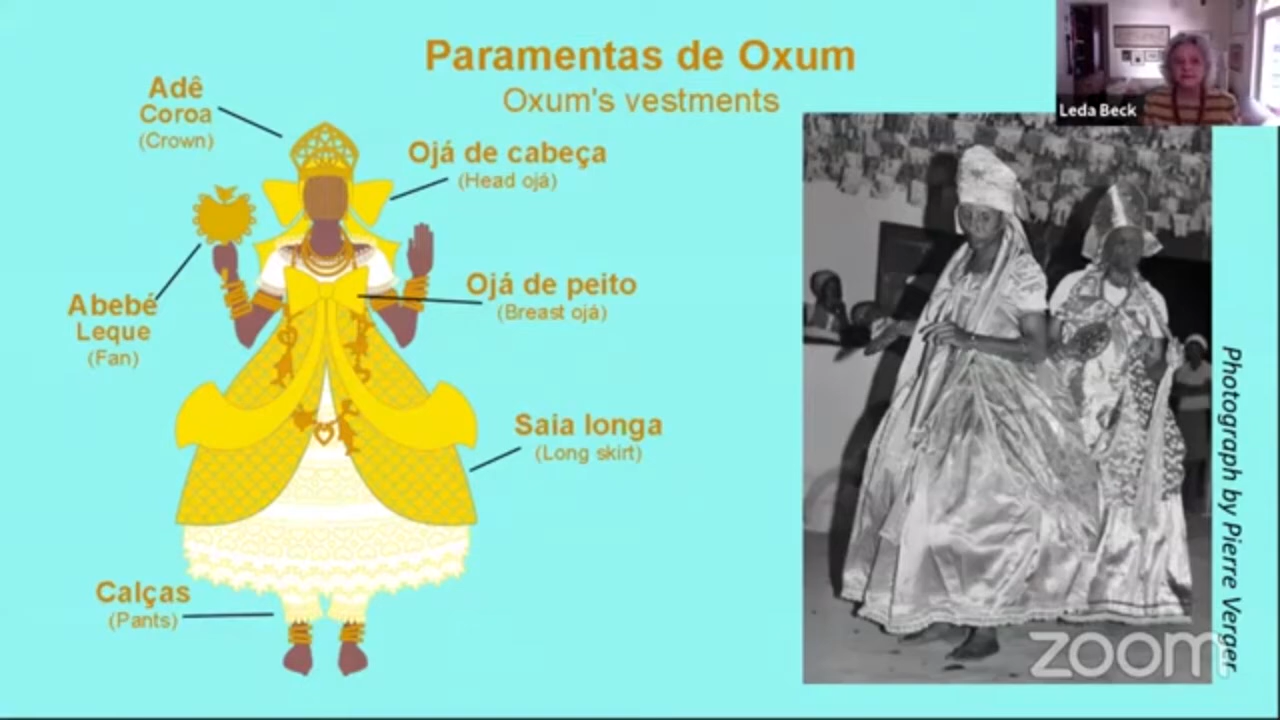 Paramentas de Oxum
Oxum's vestments
Adê
Coroa
(Crown)
Ojá de cabeça
(Head ojá)
Abebé
Leque
(Fan)
Ojá de peito
(Breast ojá)
Saia longa
(Long skirt)
Calças
(Pants)
Leda Beck
Photograph by Pierre Verger
zoom